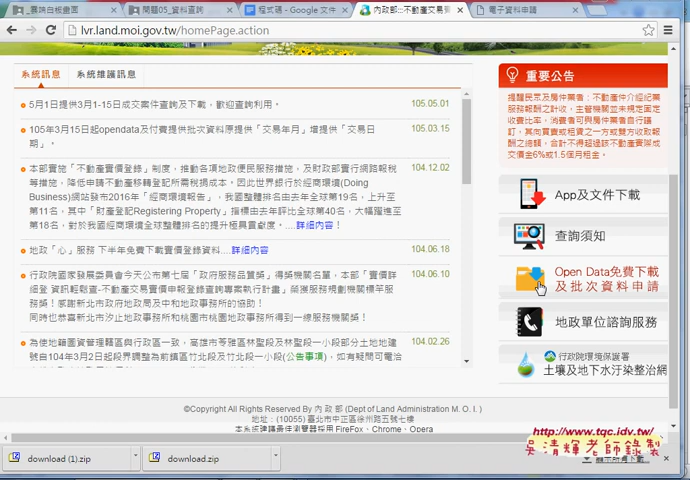 _雲端白板畫面
問題05_資料查詢
程式碼 - Google 文件
內政部:::不動產交易實
電子資料申請
lvr.land.moi.gov.tw/homePage.action
系統訊息
系統維護訊息
5月1日提供3月1-15日成交案件查詢及下載，歡迎查詢利用。
105.05.01
105年3月15日起opendata及付費提供批次資料原提供「交易年月」增提供「交易日
期」。
105.03.15
本部實施「不動產實價登錄」制度，推動各項地政便民服務措施，及財政部實行網路報稅
等措施，降低申請不動產移轉登記所需稅捐成本。因此世界銀行於經商環境(Doing
Business)網站發布2016年「經商環境報告」，我國整體排名由去年全球第19名，上升至
第11名，其中「財產登記Registering Property」指標由去年評比全球第40名，大幅躍進至
第18名，對於我國經商環境全球整體排名的提升極具貢獻度。....詳細內容！
104.12.02
地政「心」服務 下半年免費下載實價登錄資料....詳細內容
104.06.18
行政院國家發展委員會今天公布第七屆「政府服務品質獎」得獎機關名單，本部「實價詳
細登 資訊輕鬆查-不動產交易實價申報登錄查詢專案執行計畫」榮獲服務規劃機關標竿服
務獎！感謝新北市政府地政局及中和地政事務所的協助！
同時也恭喜新北市汐止地政事務所和桃園市桃園地政事務所得到一線服務機關獎！
104.06.10
為使地籍圖資管理轄區與行政區一致，高雄市苓雅區林聖段及林聖段一小段部分土地地建
號自104年3月2日起段界調整為前鎮區竹北段及竹北段一小段(公告事項)，如有疑問可電洽
104.02.26
重要公告
提醒民眾及房仲業者：不動產仲介經紀業
服務報酬之計收，主管機關並未規定固定
收費比率，消費者可與房仲業者自行磋
訂，其向買賣或租賃之一方或雙方收取報
酬之總額，合計不得超過該不動產實際成
交價金6%或1.5個月租金。
App及文件下載
查詢須知
Open Data免費下載
及批次資料申請
地政單位諮詢服務
行政院環境保護署
土壤及地下水汙染整治網
©Copyright All Rights Reserved By 內 政 部 (Dept of Land Administration M. O. I. )
地址：(10055) 臺北市中正區徐州路五號七樓
本系統建議最佳瀏覽器採用 FireFox、Chrome、Opera
http://www.tqc.idv.tw/
吳清輝老師錄製
download (1).zip
download.zip
顯示所有下載...